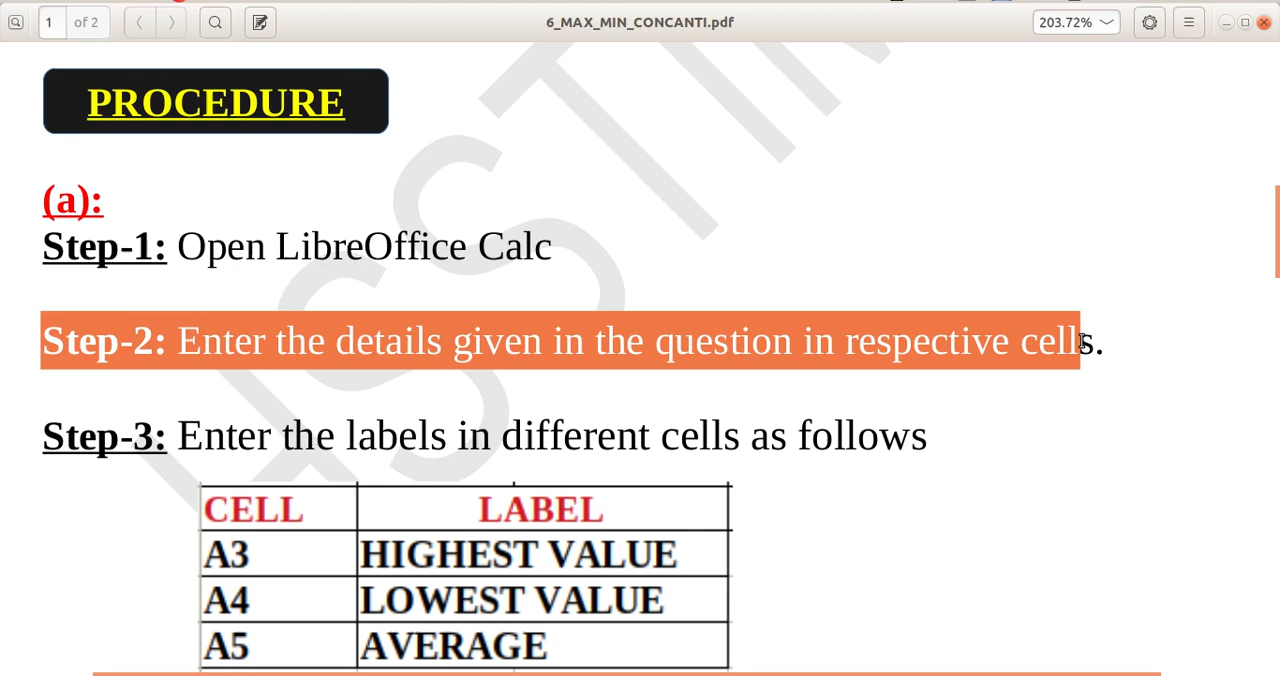 1 of 2 6_MAX_MIN_CONCANTI.pdf 203.72%
PROCEDURE
(a):
Step-1: Open LibreOffice Calc
Step-2: Enter the details given in the question in respective cells.
Step-3: Enter the labels in different cells as follows
CELL LABEL
A3 HIGHEST VALUE
A4 LOWEST VALUE
A5 AVERAGE